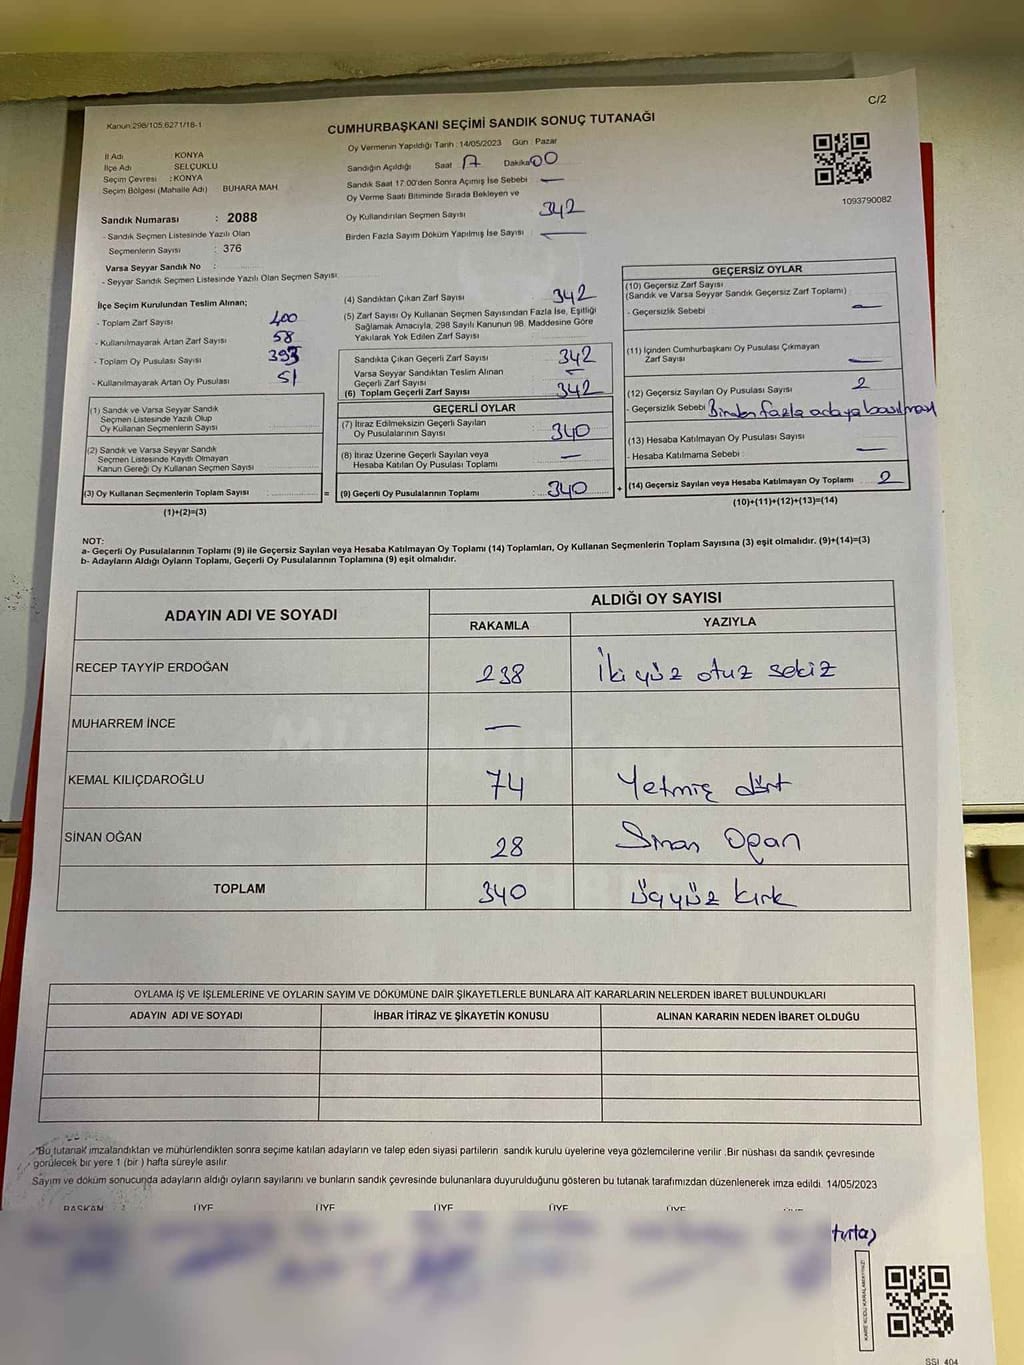 C/2
Kanun:298/105,6271/18-1
CUMHURBAŞKANI SEÇİMİ SANDIK SONUÇ TUTANAĞI
İl Adı : KONYA
İlçe Adı SELÇUKLU
Seçim Çevresi : KONYA
Seçim Bölgesi (Mahalle Adı) BUHARA MAH.
Oy Vermenin Yapıldığı Tarih : 14/05/2023 Gün : Pazar
Sandığın Açıldığı Saat 17 Dakika 00
Sandık Saat 17:00'den Sonra Açımış İse Sebebi —
Oy Verme Saati Bitiminde Sırada Bekleyen ve
Oy Kullandırılan Seçmen Sayısı 342
Birden Fazla Sayım Döküm Yapılmış İse Sayısı —
1093790082
Sandık Numarası : 2088
- Sandık Seçmen Listesinde Yazılı Olan
Seçmenlerin Sayısı : 376
Varsa Seyyar Sandık No :
- Seyyar Sandık Seçmen Listesinde Yazılı Olan Seçmen Sayısı
İlçe Seçim Kurulundan Teslim Alınan;
- Toplam Zarf Sayısı 400
- Kullanılmayarak Artan Zarf Sayısı 58
- Toplam Oy Pusulası Sayısı 393
- Kullanılmayarak Artan Oy Pusulası 51
(1) Sandık ve Varsa Seyyar Sandık
Seçmen Listesinde Yazılı Olup
Oy Kullanan Seçmenlerin Sayısı
(2) Sandık ve Varsa Seyyar Sandık
Seçmen Listesinde Kayıtlı Olmayan
Kanun Gereği Oy Kullanan Seçmen Sayısı
(3) Oy Kullanan Seçmenlerin Toplam Sayısı : =
(1)+(2)=(3)
(4) Sandıktan Çıkan Zarf Sayısı 342
(5) Zarf Sayısı Oy Kullanan Seçmen Sayısından Fazla İse, Eşitliği
Sağlamak Amacıyla, 298 Sayılı Kanunun 98. Maddesine Göre
Yakılarak Yok Edilen Zarf Sayısı
Sandıkta Çıkan Geçerli Zarf Sayısı 342
Varsa Seyyar Sandıktan Teslim Alınan
Geçerli Zarf Sayısı —
(6) Toplam Geçerli Zarf Sayısı 342
GEÇERLİ OYLAR
(7) İtiraz Edilmeksizin Geçerli Sayılan
Oy Pusulalarının Sayısı 340
(8) İtiraz Üzerine Geçerli Sayılan veya
Hesaba Katılan Oy Pusulası Toplamı —
(9) Geçerli Oy Pusulalarının Toplamı : 340 +
GEÇERSİZ OYLAR
(10) Geçersiz Zarf Sayısı
(Sandık ve Varsa Seyyar Sandık Geçersiz Zarf Toplamı)
- Geçersizlik Sebebi —
(11) İçinden Cumhurbaşkanı Oy Pusulası Çıkmayan
Zarf Sayısı —
(12) Geçersiz Sayılan Oy Pusulası Sayısı 2
- Geçersizlik Sebebi Birden fazla adaya basılması
(13) Hesaba Katılmayan Oy Pusulası Sayısı —
- Hesaba Katılmama Sebebi :
(14) Geçersiz Sayılan veya Hesaba Katılmayan Oy Toplamı 2
(10)+(11)+(12)+(13)=(14)
NOT:
a- Geçerli Oy Pusulalarının Toplamı (9) ile Geçersiz Sayılan veya Hesaba Katılmayan Oy Toplamı (14) Toplamları, Oy Kullanan Seçmenlerin Toplam Sayısına (3) eşit olmalıdır. (9)+(14)=(3)
b- Adayların Aldığı Oyların Toplamı, Geçerli Oy Pusulalarının Toplamına (9) eşit olmalıdır.
ADAYIN ADI VE SOYADI
ALDIĞI OY SAYISI
RAKAMLA YAZIYLA
RECEP TAYYİP ERDOĞAN 238 İki yüz otuz sekiz
MUHARREM İNCE —
KEMAL KILIÇDAROĞLU 74 Yetmiş dört
SİNAN OĞAN 28 Sinan Ogan
TOPLAM 340 üçyüz kırk
OYLAMA İŞ VE İŞLEMLERİNE VE OYLARIN SAYIM VE DÖKÜMÜNE DAİR ŞİKAYETLERLE BUNLARA AİT KARARLARIN NELERDEN İBARET BULUNDUKLARI
ADAYIN ADI VE SOYADI İHBAR İTİRAZ VE ŞİKAYETİN KONUSU ALINAN KARARIN NEDEN İBARET OLDUĞU
"Bu tutanak imzalandıktan ve mühürlendikten sonra seçime katılan adayların ve talep eden siyasi partilerin sandık kurulu üyelerine veya gözlemcilerine verilir .Bir nüshası da sandık çevresinde
görülecek bir yere 1 (bir ) hafta süreyle asılır
Sayım ve döküm sonucunda adayların aldığı oyların sayılarını ve bunların sandık çevresinde bulunanlara duyurulduğunu gösteren bu tutanak tarafımızdan düzenlenerek imza edildi. 14/05/2023
BAŞKAN ÜYE ÜYE ÜYE ÜYE ÜYE
KARE KODU KARALAMAYINIZ!
SSI_404